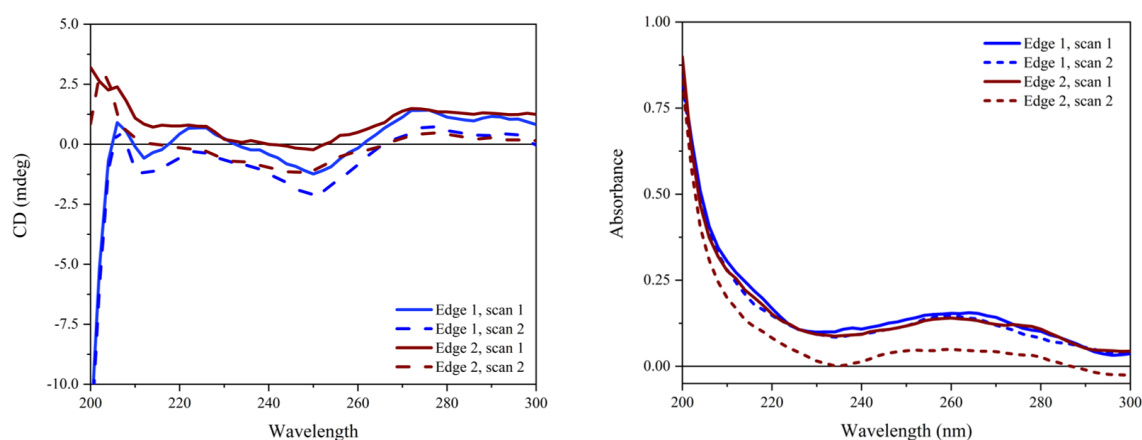 5.0
2.5
0.0
-2.5
-5.0
-7.5
-10.0
CD (mdeg)
200 220 240 260 280 300
Wavelength
Edge 1, scan 1
Edge 1, scan 2
Edge 2, scan 1
Edge 2, scan 2
1.00
0.75
0.50
0.25
0.00
Absorbance
200 220 240 260 280 300
Wavelength (nm)
Edge 1, scan 1
Edge 1, scan 2
Edge 2, scan 1
Edge 2, scan 2